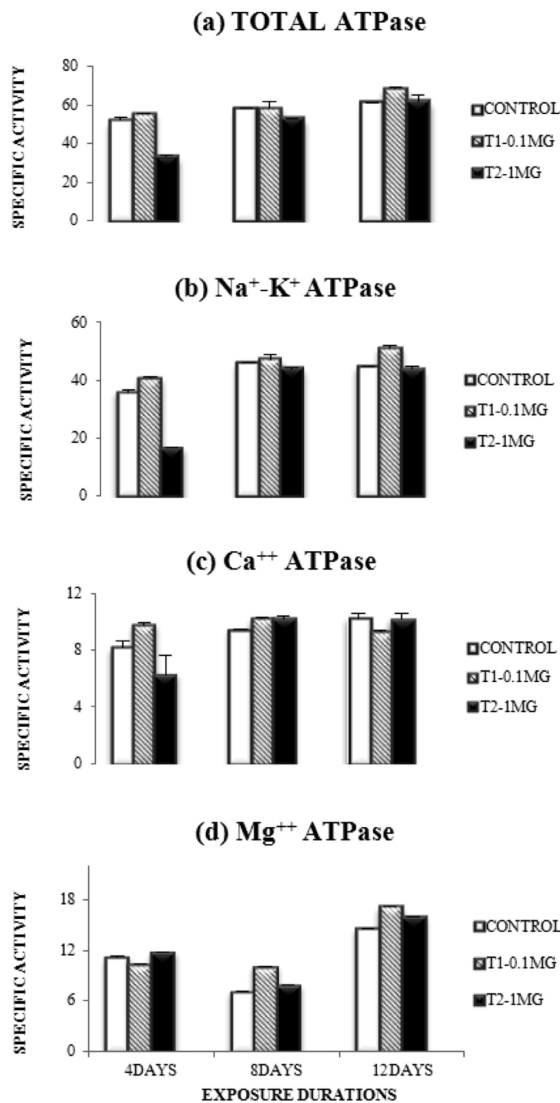 (a) TOTAL ATPase
SPECIFIC ACTIVITY
80
60
40
20
0
CONTROL
T1-0.1MG
T2-1MG
(b) Na⁺-K⁺ ATPase
SPECIFIC ACTIVITY
60
40
20
0
CONTROL
T1-0.1MG
T2-1MG
(c) Ca⁺⁺ ATPase
SPECIFIC ACTIVITY
12
8
4
0
CONTROL
T1-0.1MG
T2-1MG
(d) Mg⁺⁺ ATPase
SPECIFIC ACTIVITY
18
12
6
0
CONTROL
T1-0.1MG
T2-1MG
4DAYS 8DAYS 12DAYS
EXPOSURE DURATIONS